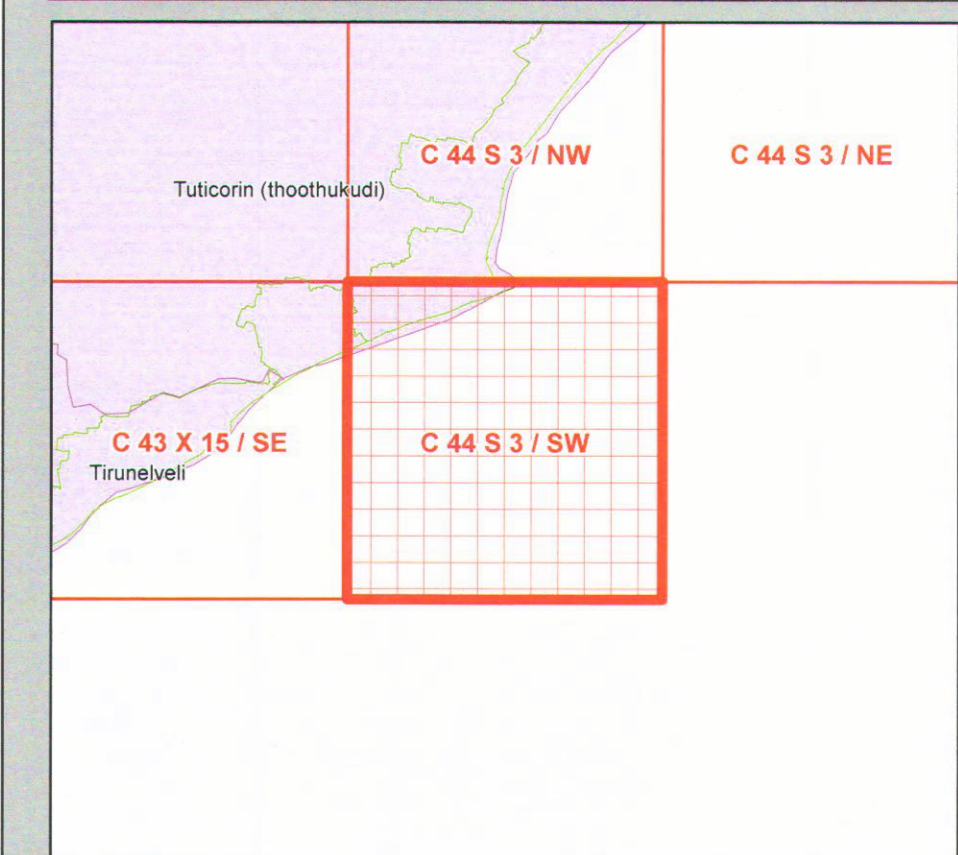 C 44 S 3 / NW
C 44 S 3 / NE
Tuticorin (thoothukudi)
C 43 X 15 / SE
C 44 S 3 / SW
Tirunelveli